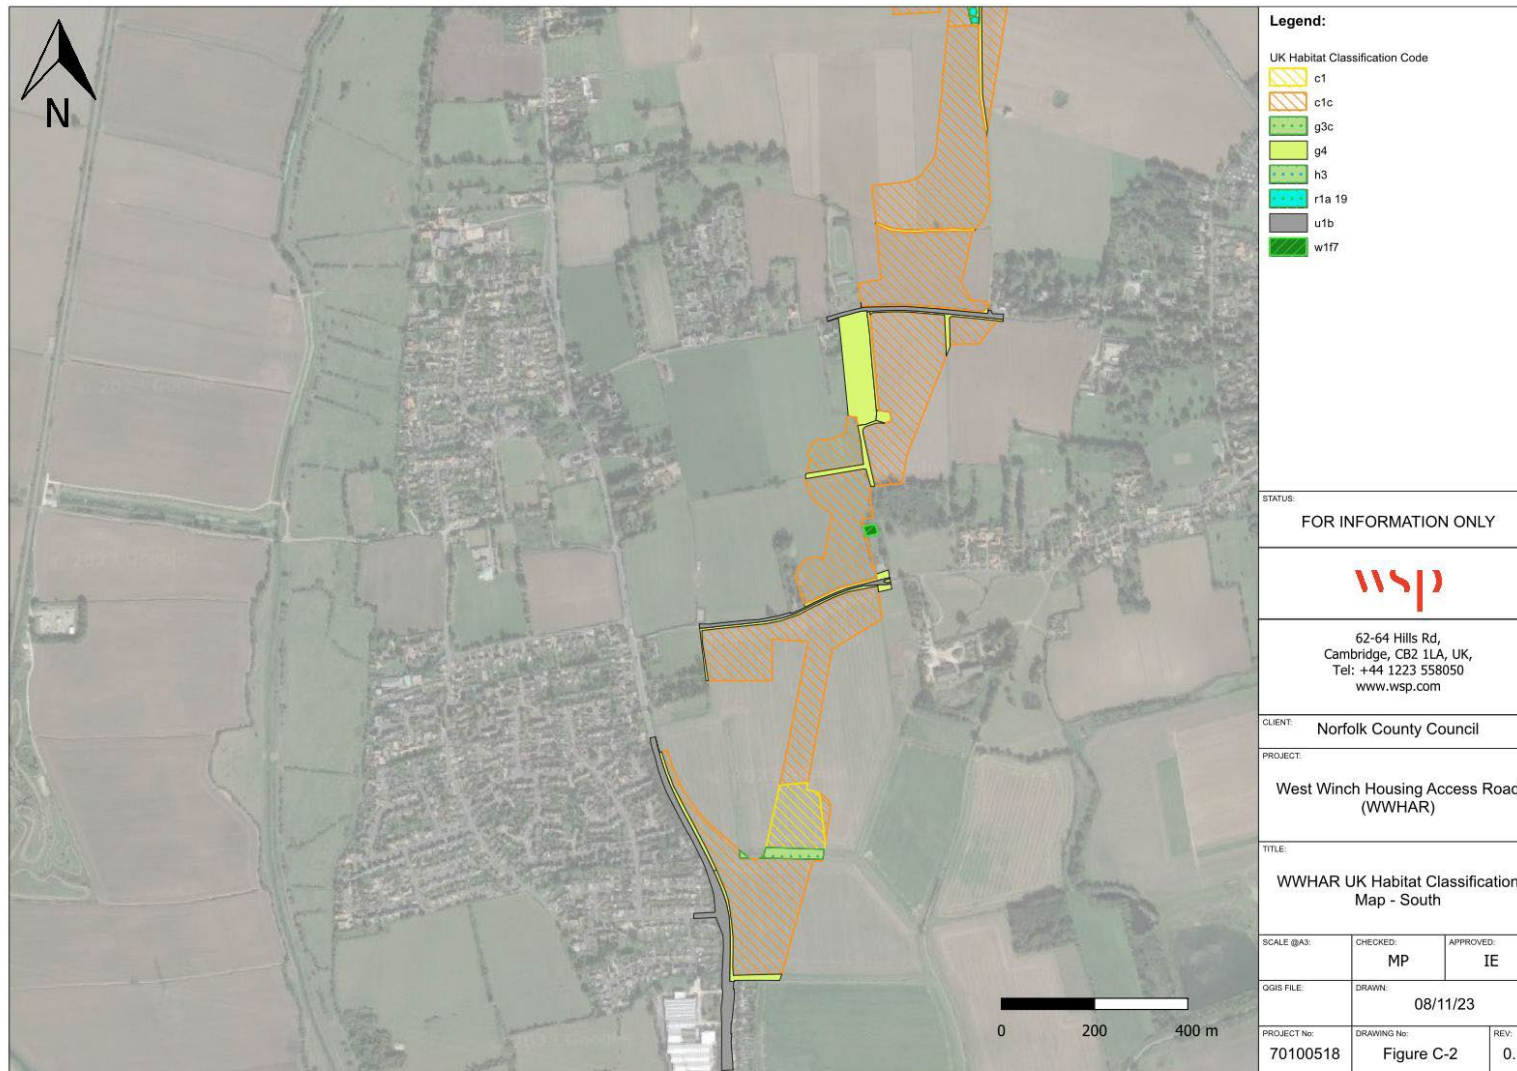 N
Legend:
UK Habitat Classification Code
c1
c1c
g3c
g4
h3
r1a 19
u1b
w1f7
STATUS:
FOR INFORMATION ONLY
wsp
62-64 Hills Rd,
Cambridge, CB2 1LA, UK,
Tel: +44 1223 558050
www.wsp.com
CLIENT:
Norfolk County Council
PROJECT:
West Winch Housing Access Road
(WWHAR)
TITLE:
WWHAR UK Habitat Classification
Map - South
SCALE @A3:
CHECKED:
MP
APPROVED:
IE
QGIS FILE:
DRAWN:
08/11/23
PROJECT No:
70100518
DRAWING No:
Figure C-2
REV:
0.
0 200 400 m